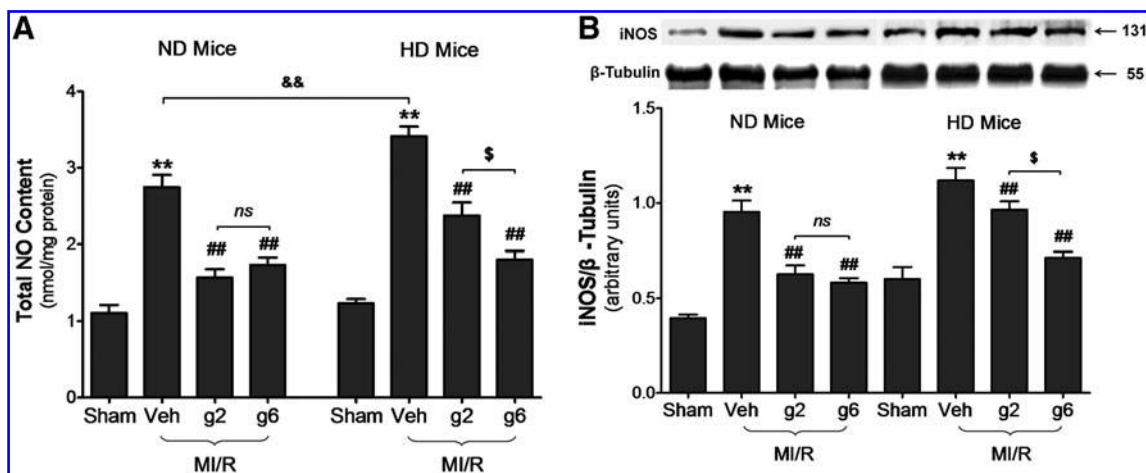 A
ND Mice
HD Mice
Total NO Content
(nmol/mg protein)
4
3
2
1
0
&&
**
##
ns
##
**
##
$
##
Sham Veh g2 g6 Sham Veh g2 g6
MI/R MI/R
B
iNOS 131
β-Tubulin 55
ND Mice HD Mice
iNOS/β -Tubulin
(arbitrary units)
1.5
1.0
0.5
0.0
**
##
ns
##
**
##
$
##
Sham Veh g2 g6 Sham Veh g2 g6
MI/R MI/R